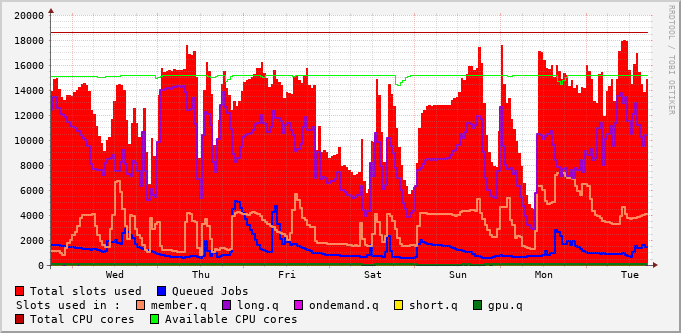 20000
18000
16000
14000
12000
10000
8000
6000
4000
2000
0
Wed Thu Fri Sat Sun Mon Tue
RRDTOOL / TOBI OETIKER
Total slots used Queued Jobs
Slots used in : member.q long.q ondemand.q short.q gpu.q
Total CPU cores Available CPU cores